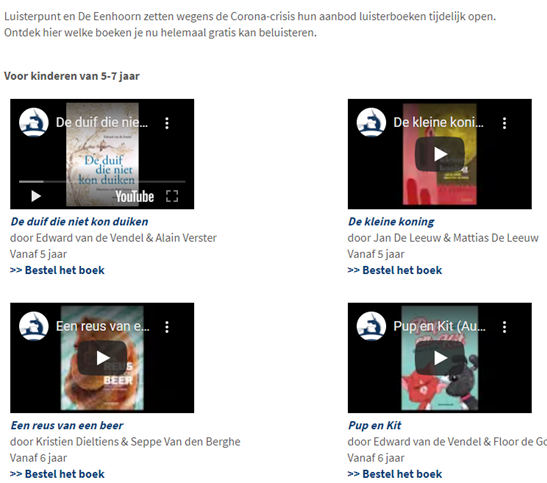 Luisterpunt en De Eenhoorn zetten wegens de Corona-crisis hun aanbod luisterboeken tijdelijk open.
Ontdek hier welke boeken je nu helemaal gratis kan beluisteren.
Voor kinderen van 5-7 jaar
De duif die nie...
De duif
die niet
kon duiken
YouTube
De duif die niet kon duiken
door Edward van de Vendel & Alain Verster
Vanaf 5 jaar
>> Bestel het boek
De kleine koni...
De kleine koning
door Jan De Leeuw & Mattias De Leeuw
Vanaf 5 jaar
>> Bestel het boek
Een reus van e...
REUS
BEER
Een reus van een beer
door Kristien Dieltiens & Seppe Van den Berghe
Vanaf 6 jaar
>> Bestel het boek
Pup en Kit (Au...
Pup en Kit
door Edward van de Vendel & Floor de Go
Vanaf 6 jaar
>> Bestel het boek